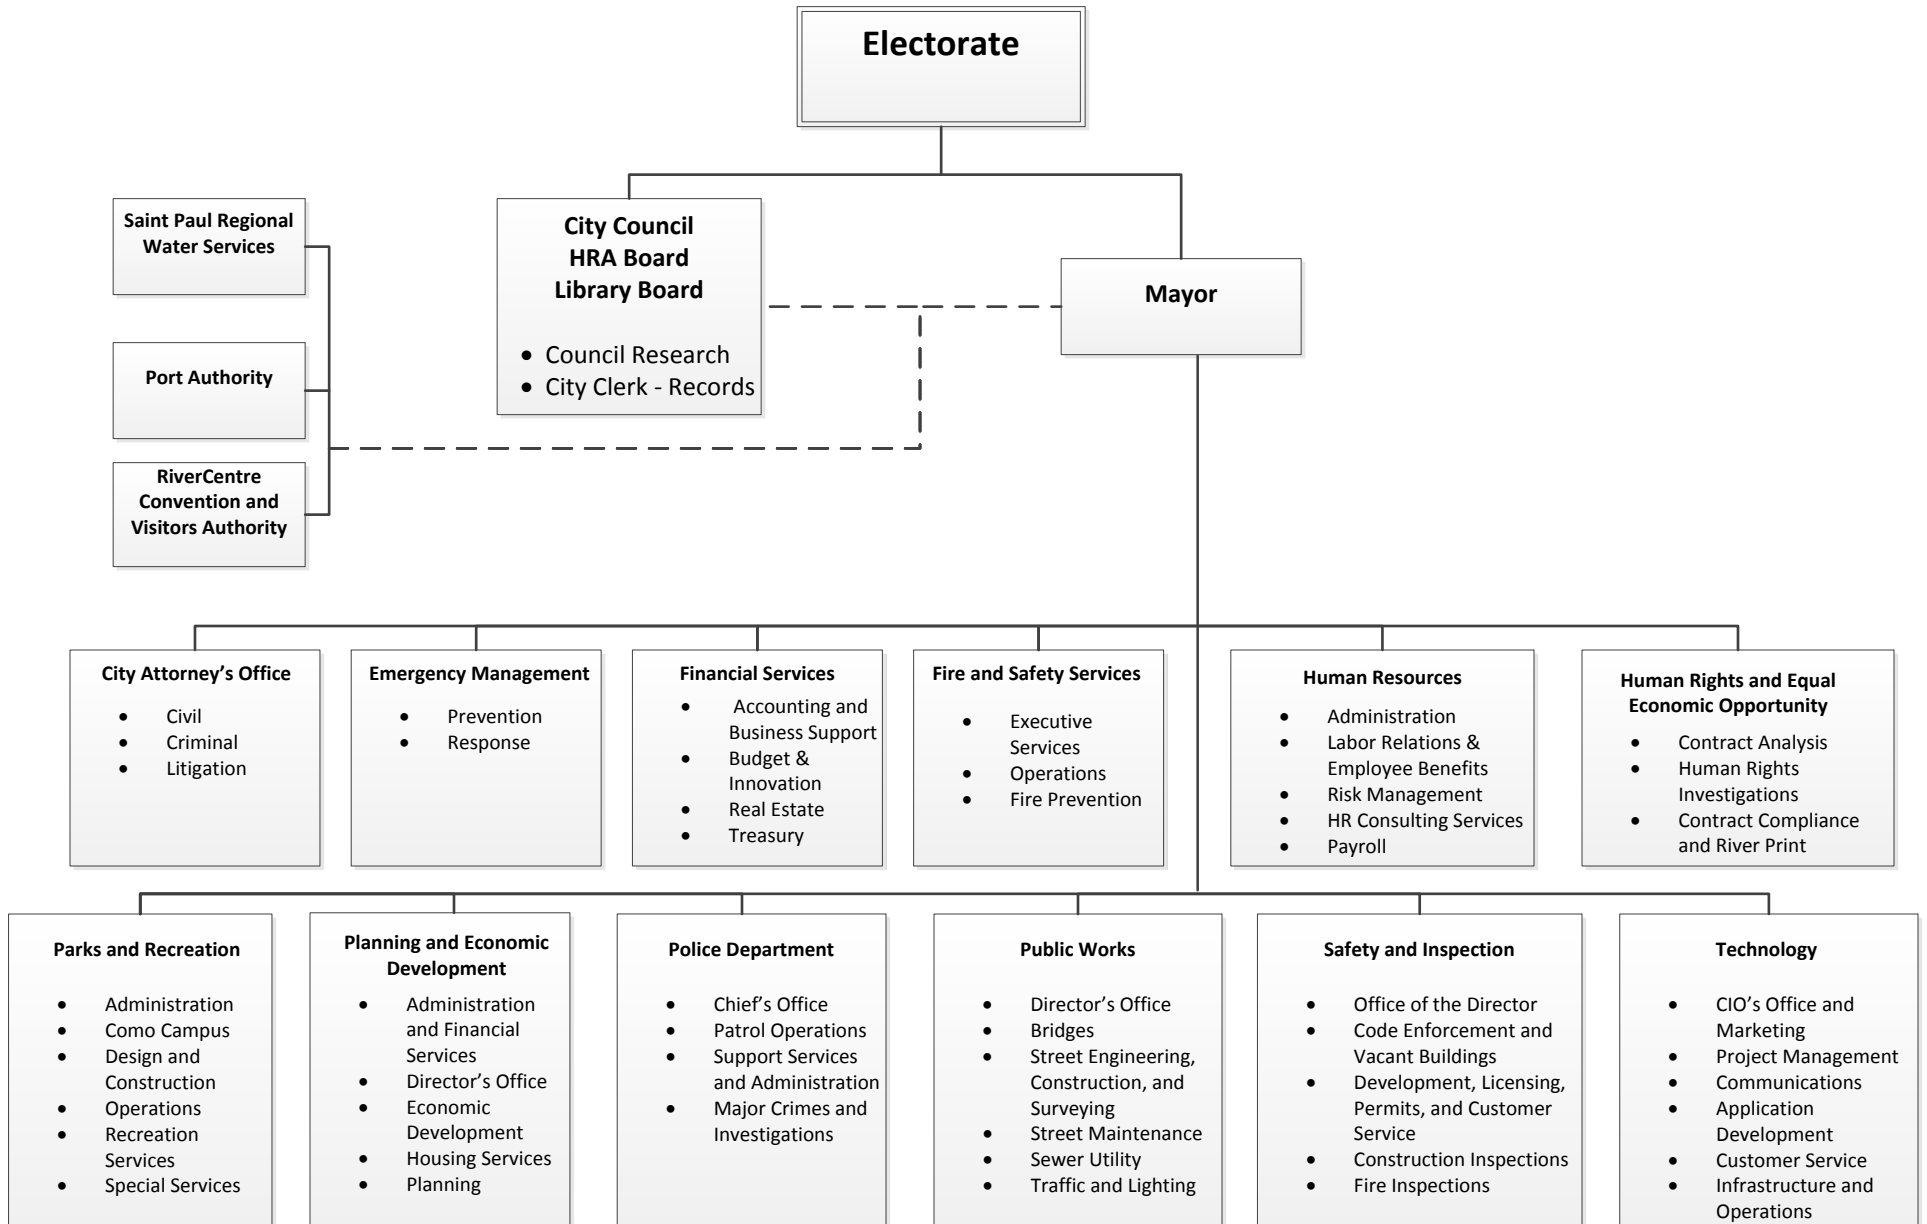 Electorate
Saint Paul Regional
Water Services
Port Authority
RiverCentre
Convention and
Visitors Authority
City Council
HRA Board
Library Board
• Council Research
• City Clerk - Records
Mayor
City Attorney’s Office
• Civil
• Criminal
• Litigation
Emergency Management
• Prevention
• Response
Financial Services
• Accounting and
Business Support
• Budget &
Innovation
• Real Estate
• Treasury
Fire and Safety Services
• Executive
Services
• Operations
• Fire Prevention
Human Resources
• Administration
• Labor Relations &
Employee Benefits
• Risk Management
• HR Consulting Services
• Payroll
Human Rights and Equal
Economic Opportunity
• Contract Analysis
• Human Rights
Investigations
• Contract Compliance
and River Print
Parks and Recreation
• Administration
• Como Campus
• Design and
Construction
• Operations
• Recreation
Services
• Special Services
Planning and Economic
Development
• Administration
and Financial
Services
• Director’s Office
• Economic
Development
• Housing Services
• Planning
Police Department
• Chief’s Office
• Patrol Operations
• Support Services
and Administration
• Major Crimes and
Investigations
Public Works
• Director’s Office
• Bridges
• Street Engineering,
Construction, and
Surveying
• Street Maintenance
• Sewer Utility
• Traffic and Lighting
Safety and Inspection
• Office of the Director
• Code Enforcement and
Vacant Buildings
• Development, Licensing,
Permits, and Customer
Service
• Construction Inspections
• Fire Inspections
Technology
• CIO’s Office and
Marketing
• Project Management
• Communications
• Application
Development
• Customer Service
• Infrastructure and
Operations